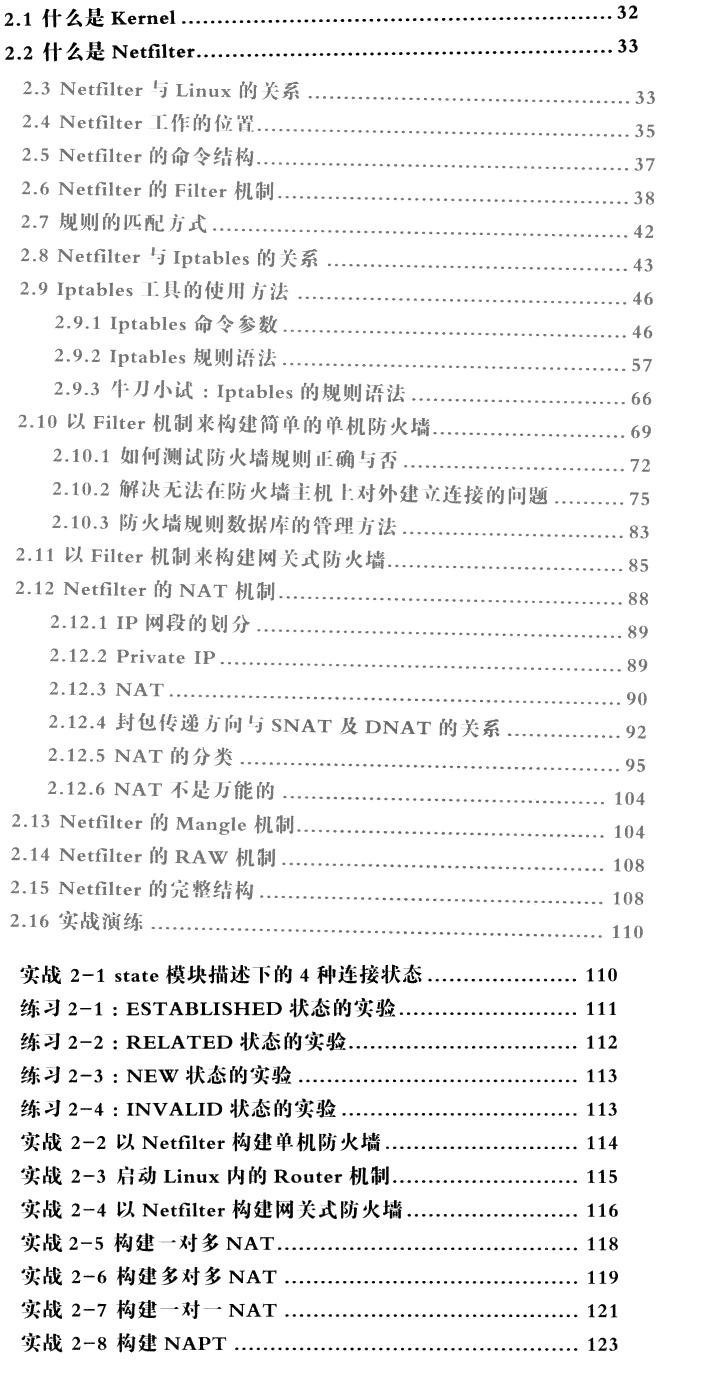 2.1 什么是 Kernel ........................................................ 32
2.2 什么是 Netfilter..................................................... 33
2.3 Netfilter 与 Linux 的关系 ........................................ 33
2.4 Netfilter 工作的位置................................................ 35
2.5 Netfilter 的命令结构................................................ 37
2.6 Netfilter 的 Filter 机制............................................. 38
2.7 规则的匹配方式....................................................... 42
2.8 Netfilter 与 Iptables 的关系 ..................................... 43
2.9 Iptables 工具的使用方法 .......................................... 46
2.9.1 Iptables 命令参数................................................ 46
2.9.2 Iptables 规则语法................................................ 57
2.9.3 牛刀小试：Iptables 的规则语法............................... 66
2.10 以 Filter 机制来构建简单的单机防火墙....................... 69
2.10.1 如何测试防火墙规则正确与否................................ 72
2.10.2 解决无法在防火墙主机上对外建立连接的问题 ......... 75
2.10.3 防火墙规则数据库的管理方法................................ 83
2.11 以 Filter 机制来构建网关式防火墙............................. 85
2.12 Netfilter 的 NAT 机制............................................. 88
2.12.1 IP 网段的划分 ................................................... 89
2.12.2 Private IP......................................................... 89
2.12.3 NAT................................................................ 90
2.12.4 封包传递方向与 SNAT 及 DNAT 的关系 ............... 92
2.12.5 NAT 的分类...................................................... 95
2.12.6 NAT 不是万能的 ............................................... 104
2.13 Netfilter 的 Mangle 机制........................................ 104
2.14 Netfilter 的 RAW 机制........................................... 108
2.15 Netfilter 的完整结构.............................................. 108
2.16 实战演练 ............................................................. 110
实战 2-1 state 模块描述下的 4 种连接状态..................... 110
练习 2-1：ESTABLISHED 状态的实验......................... 111
练习 2-2：RELATED 状态的实验................................ 112
练习 2-3：NEW 状态的实验 ...................................... 113
练习 2-4：INVALID 状态的实验................................. 113
实战 2-2 以 Netfilter 构建单机防火墙........................... 114
实战 2-3 启动 Linux 内的 Router 机制.......................... 115
实战 2-4 以 Netfilter 构建网关式防火墙........................ 116
实战 2-5 构建一对多 NAT.......................................... 118
实战 2-6 构建多对多 NAT ......................................... 119
实战 2-7 构建一对一 NAT ......................................... 121
实战 2-8 构建 NAPT ................................................ 123